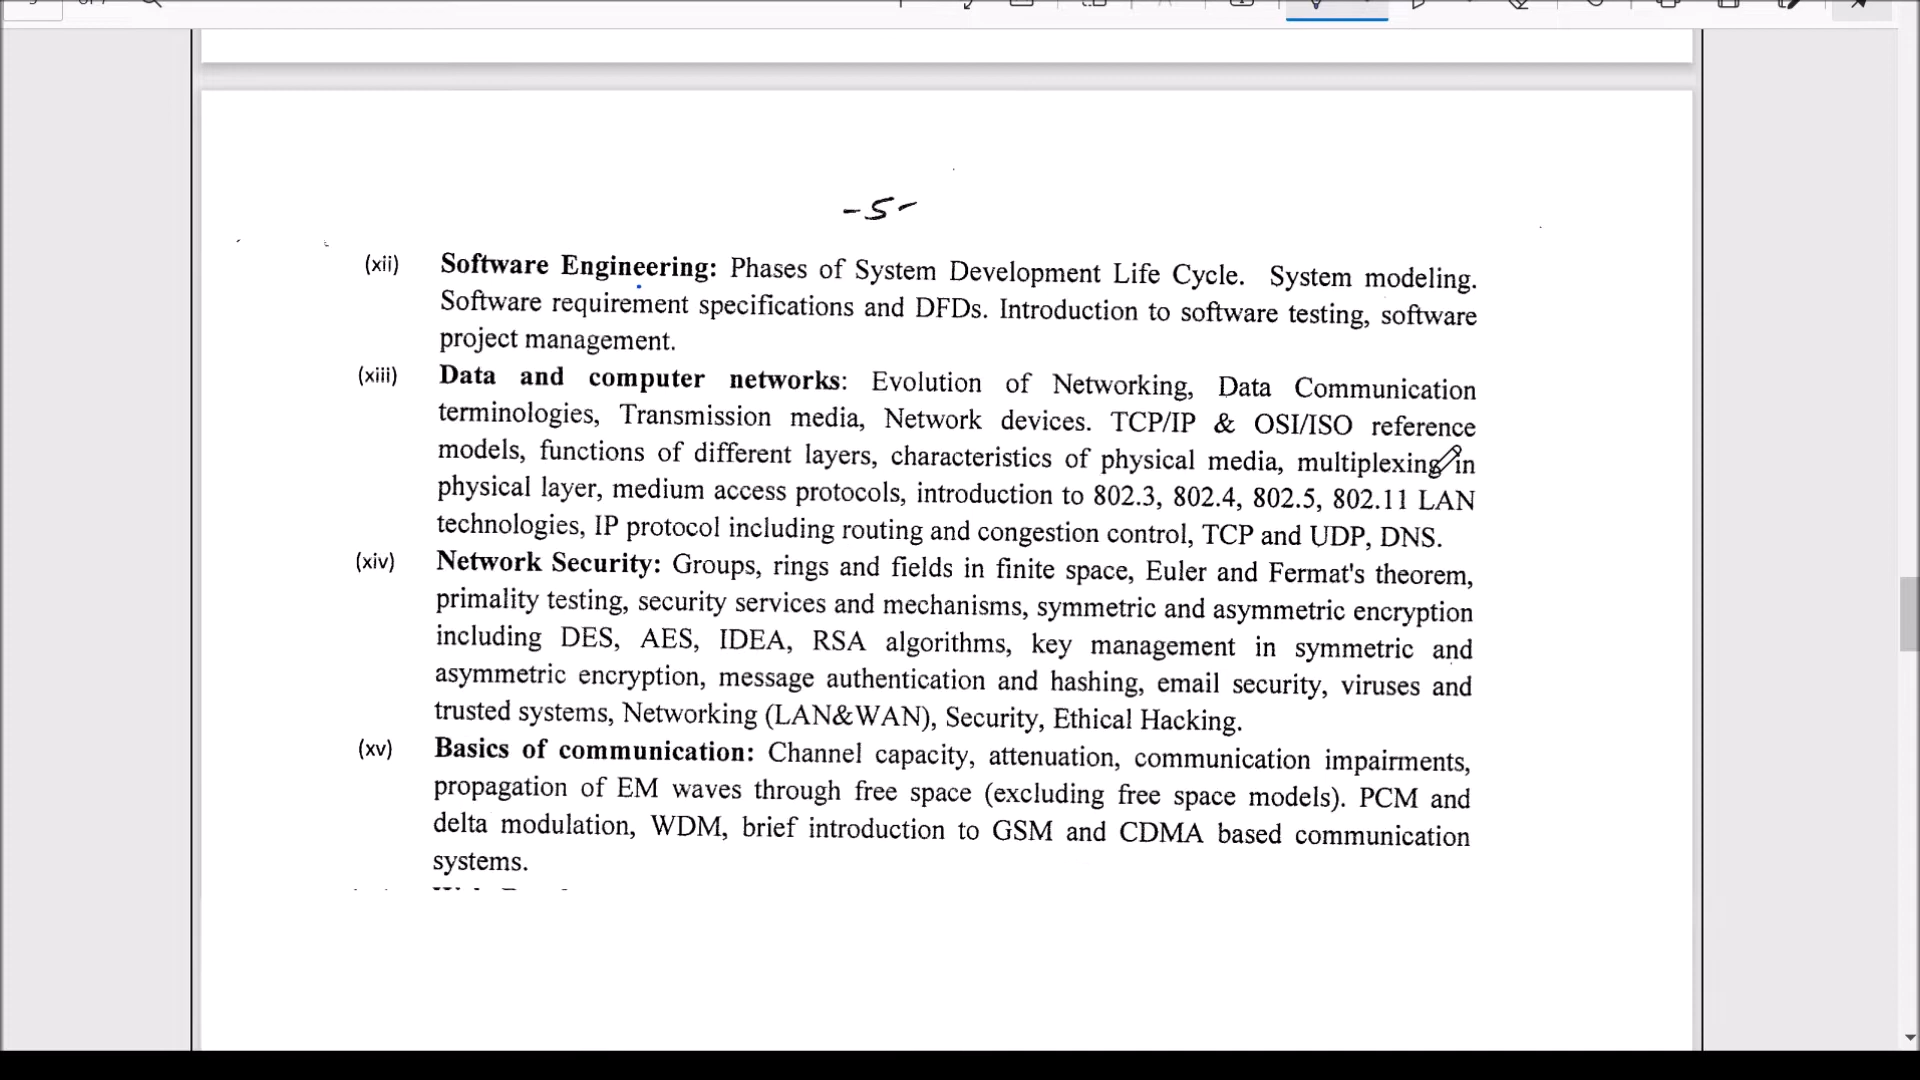 -5-
(xii) Software Engineering: Phases of System Development Life Cycle. System modeling.
Software requirement specifications and DFDs. Introduction to software testing, software
project management.
(xiii) Data and computer networks: Evolution of Networking, Data Communication
terminologies, Transmission media, Network devices. TCP/IP & OSI/ISO reference
models, functions of different layers, characteristics of physical media, multiplexing in
physical layer, medium access protocols, introduction to 802.3, 802.4, 802.5, 802.11 LAN
technologies, IP protocol including routing and congestion control, TCP and UDP, DNS.
(xiv) Network Security: Groups, rings and fields in finite space, Euler and Fermat's theorem,
primality testing, security services and mechanisms, symmetric and asymmetric encryption
including DES, AES, IDEA, RSA algorithms, key management in symmetric and
asymmetric encryption, message authentication and hashing, email security, viruses and
trusted systems, Networking (LAN&WAN), Security, Ethical Hacking.
(xv) Basics of communication: Channel capacity, attenuation, communication impairments,
propagation of EM waves through free space (excluding free space models). PCM and
delta modulation, WDM, brief introduction to GSM and CDMA based communication
systems.